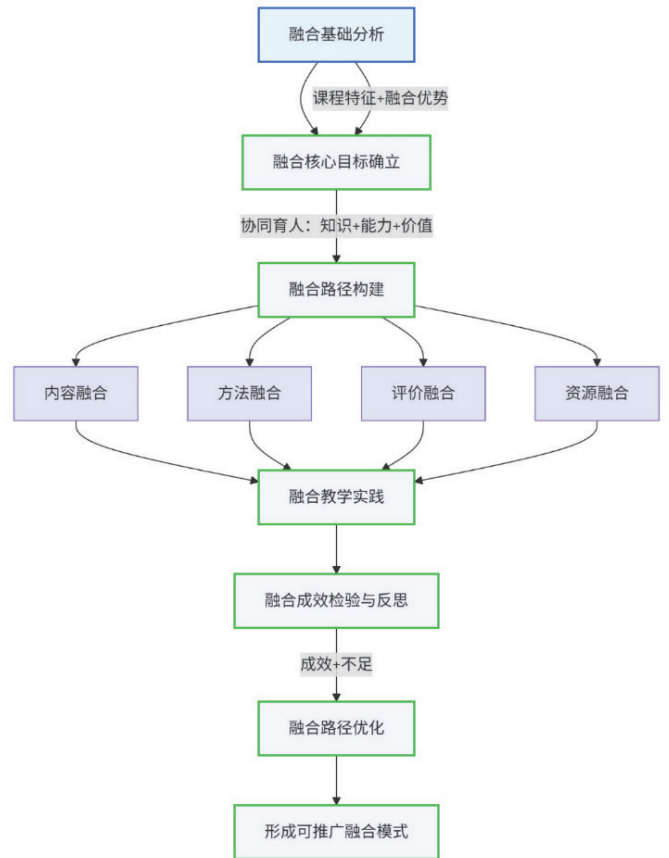 融合基础分析
课程特征+融合优势
融合核心目标确立
协同育人：知识+能力+价值
融合路径构建
内容融合
方法融合
评价融合
资源融合
融合教学实践
融合成效检验与反思
成效+不足
融合路径优化
形成可推广融合模式